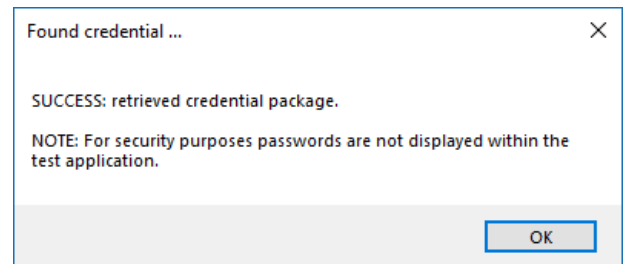 Found credential ...
SUCCESS: retrieved credential package.
NOTE: For security purposes passwords are not displayed within the
test application.
OK